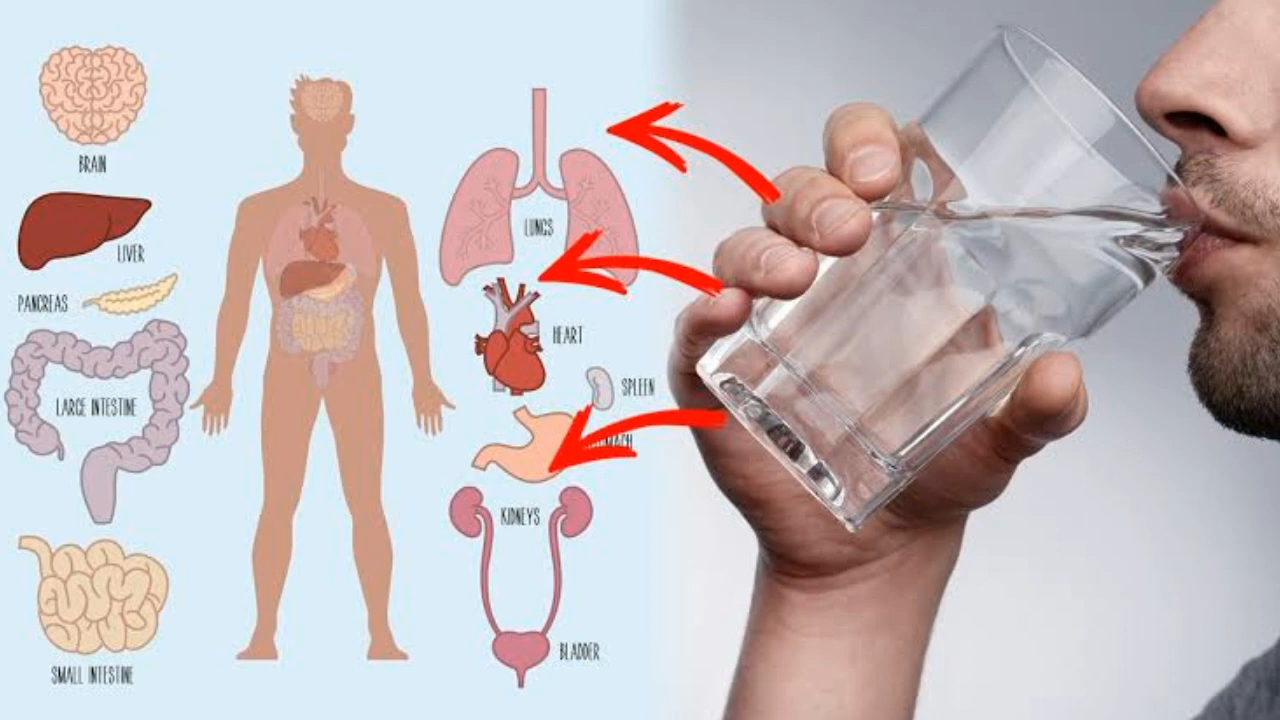 BRAIN
LIVER
PANCREAS
LARGE INTESTINE
SMALL INTESTINE
LUNGS
HEART
SPLEEN
KIDNEYS
BLADDER